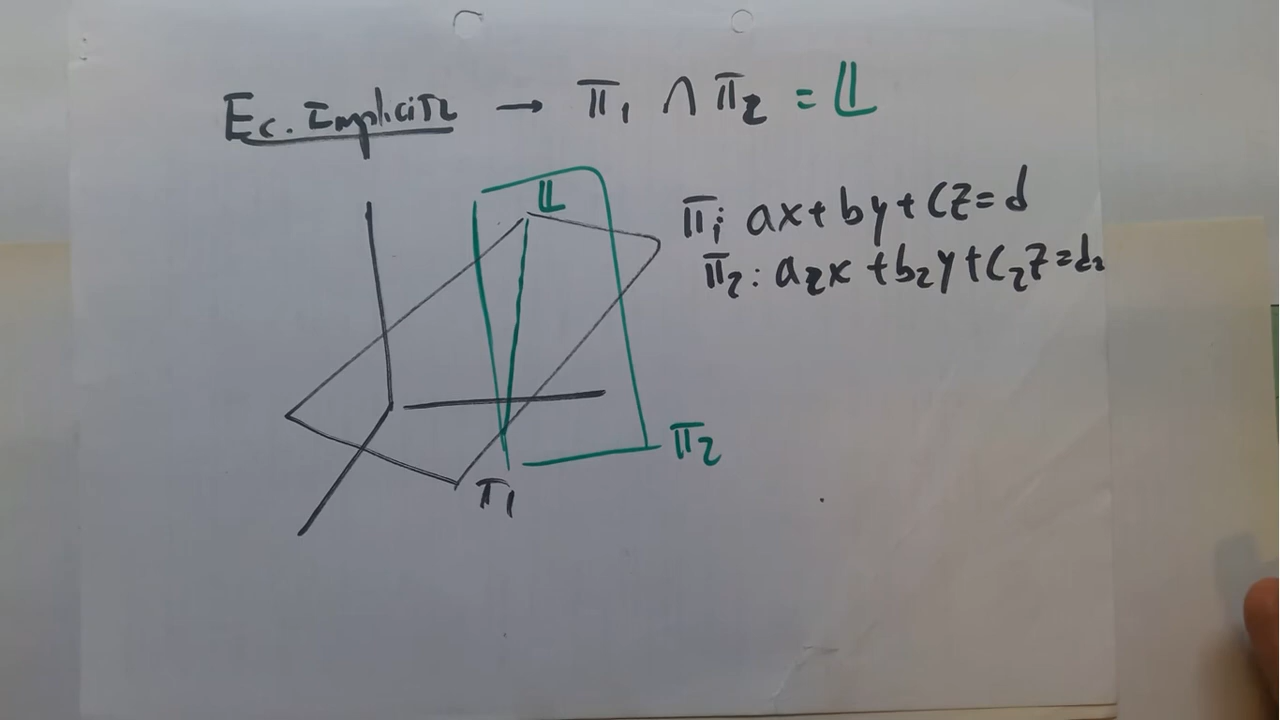 Ec. Implicita → π₁ ∩ π₂ = 𝕃
𝕃
π₁: ax + by + cz = d
π₂: a₂x + b₂y + c₂z = d₂
π₂
π₁